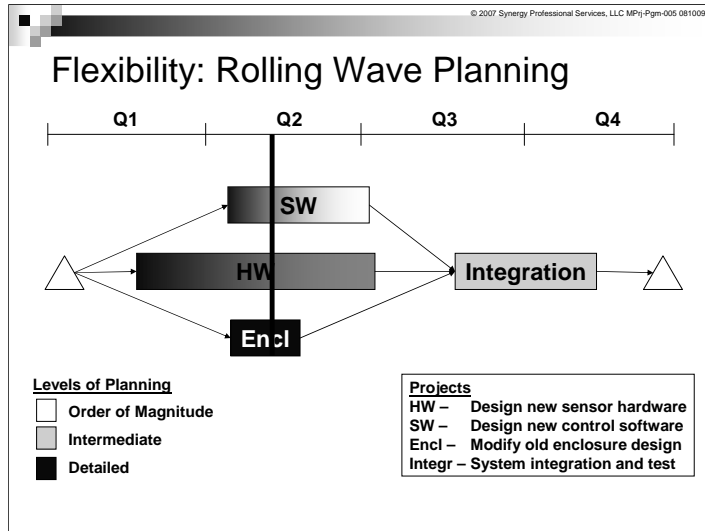 © 2007 Synergy Professional Services, LLC MPrj-Pgm-005 081009
Flexibility: Rolling Wave Planning
Q1 Q2 Q3 Q4
SW
HW
Integration
Encl
Levels of Planning
Order of Magnitude
Intermediate
Detailed
Projects
HW – Design new sensor hardware
SW – Design new control software
Encl – Modify old enclosure design
Integr – System integration and test